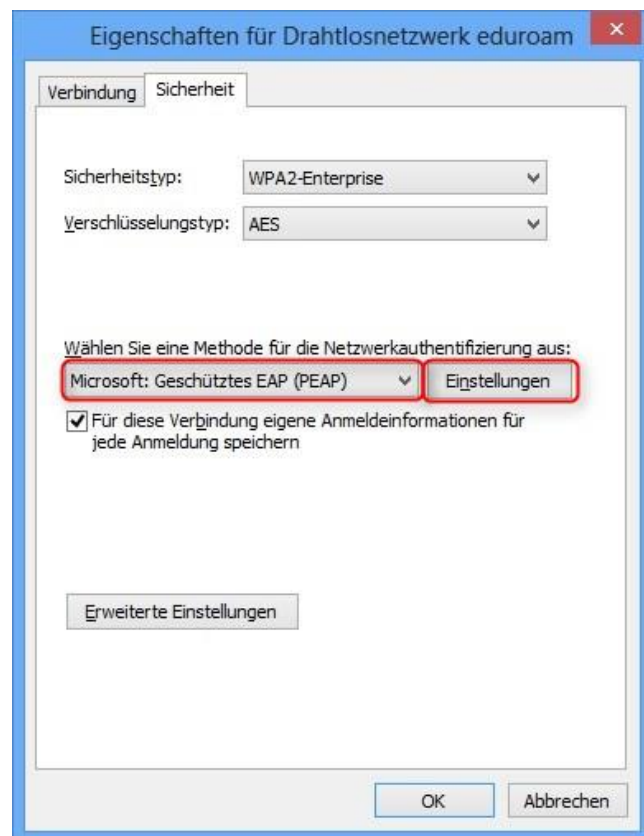 Eigenschaften für Drahtlosnetzwerk eduroam
Verbindung Sicherheit
Sicherheitstyp: WPA2-Enterprise
Verschlüsselungstyp: AES
Wählen Sie eine Methode für die Netzwerkauthentifizierung aus:
Microsoft: Geschütztes EAP (PEAP) Einstellungen
Für diese Verbindung eigene Anmeldeinformationen für
jede Anmeldung speichern
Erweiterte Einstellungen
OK Abbrechen